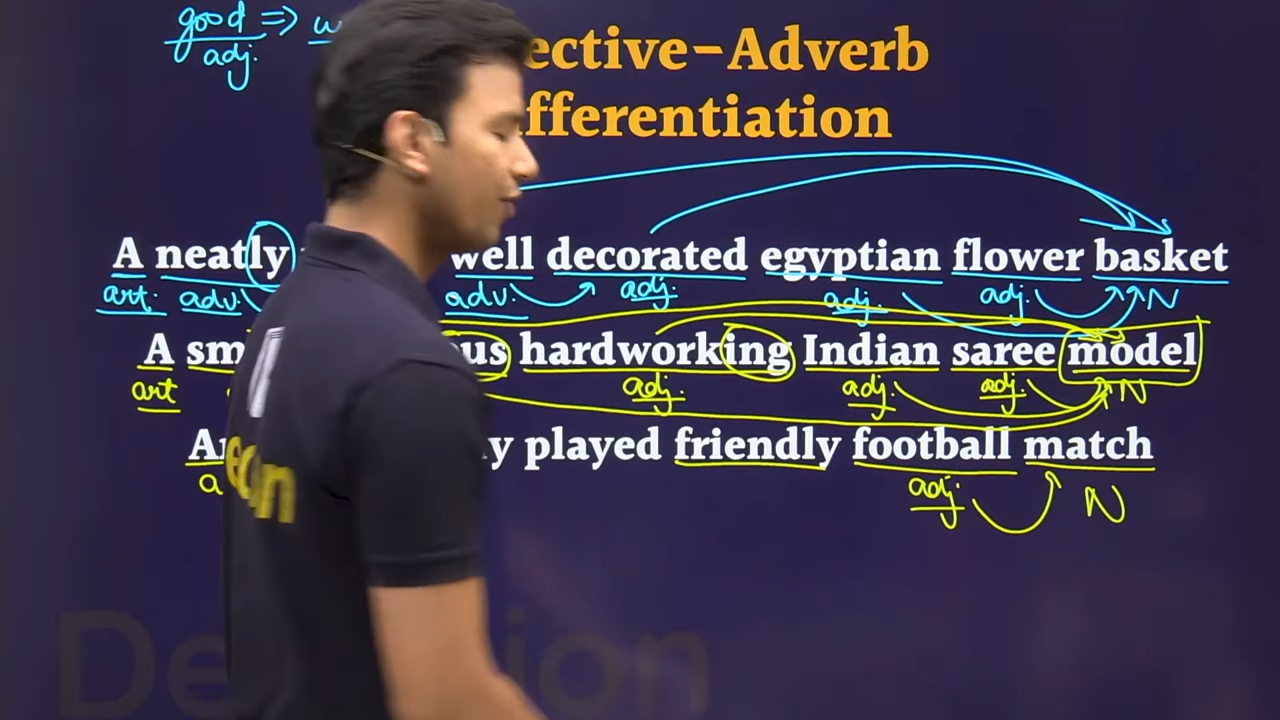 good ⇒ w
adj.
ective–Adverb
fferentiation
A neatly well decorated egyptian flower basket
art. adv. adv. adj. adj. adj. N
A sm us hardworking Indian saree model
art adj. adj. adj. N
A y played friendly football match
a adj. N